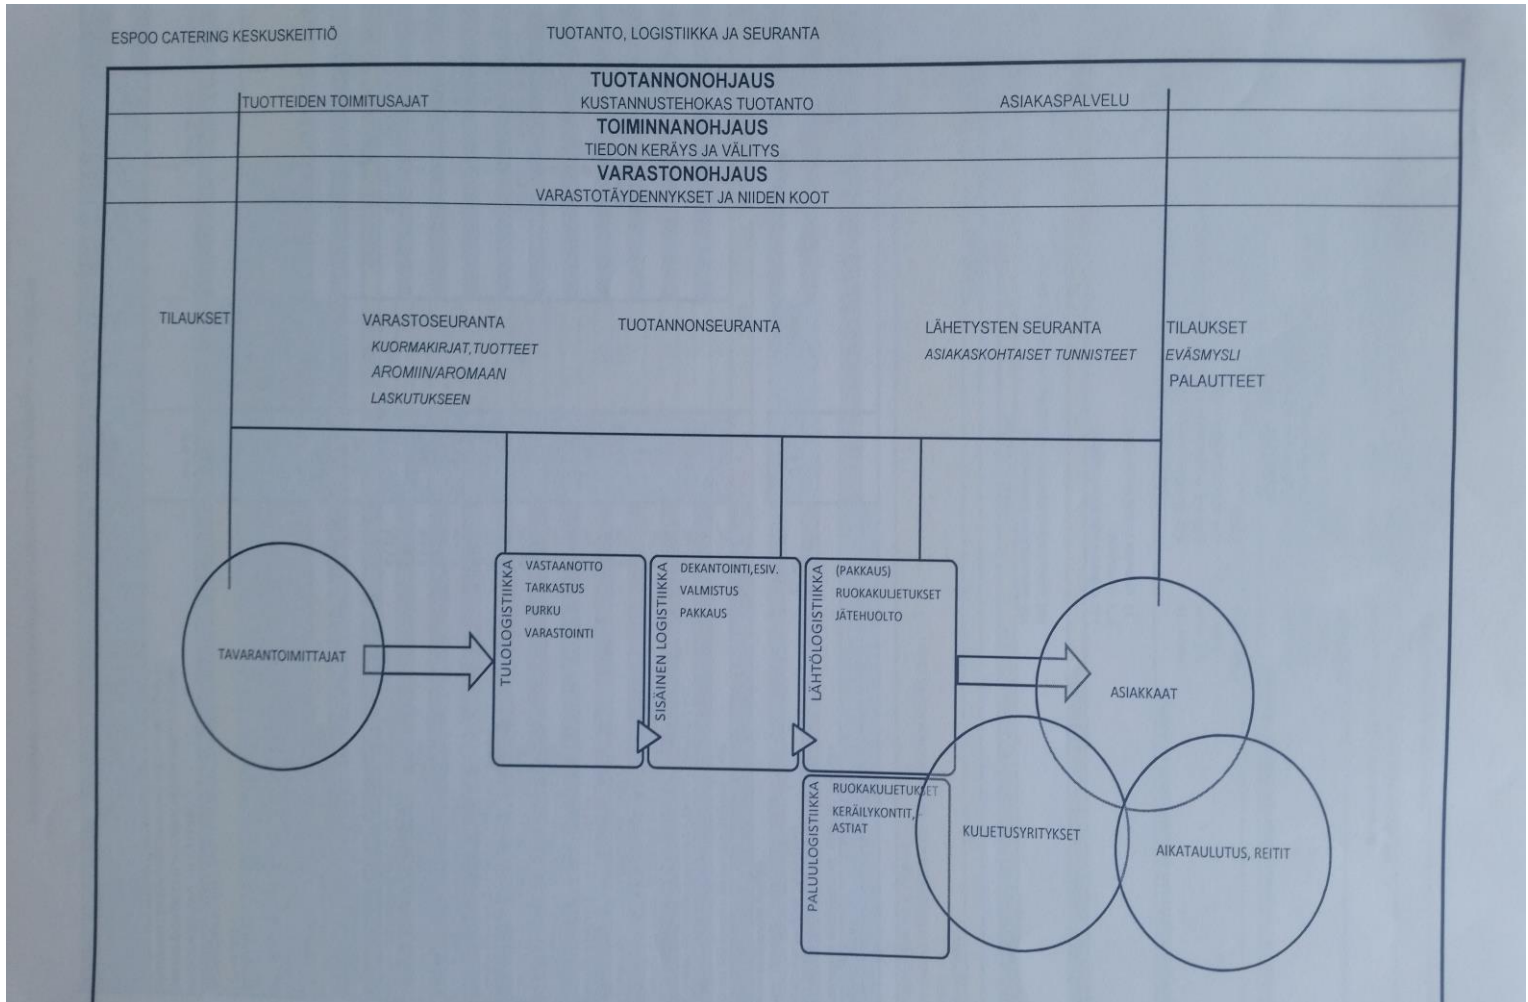 ESPOO CATERING KESKUSKEITTIÖ
TUOTANTO, LOGISTIIKKA JA SEURANTA
TUOTANNONOHJAUS
TUOTTEIDEN TOIMITUSAJAT
KUSTANNUSTEHOKAS TUOTANTO
ASIAKASPALVELU
TOIMINNANOHJAUS
TIEDON KERÄYS JA VÄLITYS
VARASTONOHJAUS
VARASTOTÄYDENNYKSET JA NIIDEN KOOT
TILAUKSET
VARASTOSEURANTA
KUORMAKIRJAT,TUOTTEET
AROMIIN/AROMAAN
LASKUTUKSEEN
TUOTANNONSEURANTA
LÄHETYSTEN SEURANTA
ASIAKASKOHTAISET TUNNISTEET
TILAUKSET
EVÄSMYSLI
PALAUTTEET
TAVARANTOIMITTAJAT
TULOLOGISTIIKKA
VASTAANOTTO
TARKASTUS
PURKU
VARASTOINTI
SISÄINEN LOGISTIIKKA
DEKANTOINTI,ESIV.
VALMISTUS
PAKKAUS
LÄHTÖLOGISTIIKKA
(PAKKAUS)
RUOKAKULJETUKSET
JÄTEHUOLTO
ASIAKKAAT
PALUULOGISTIIKKA
RUOKAKULJETUKSET
KERÄILYKONTIT, -
ASTIAT
KULJETUSYRITYKSET
AIKATAULUTUS, REITIT